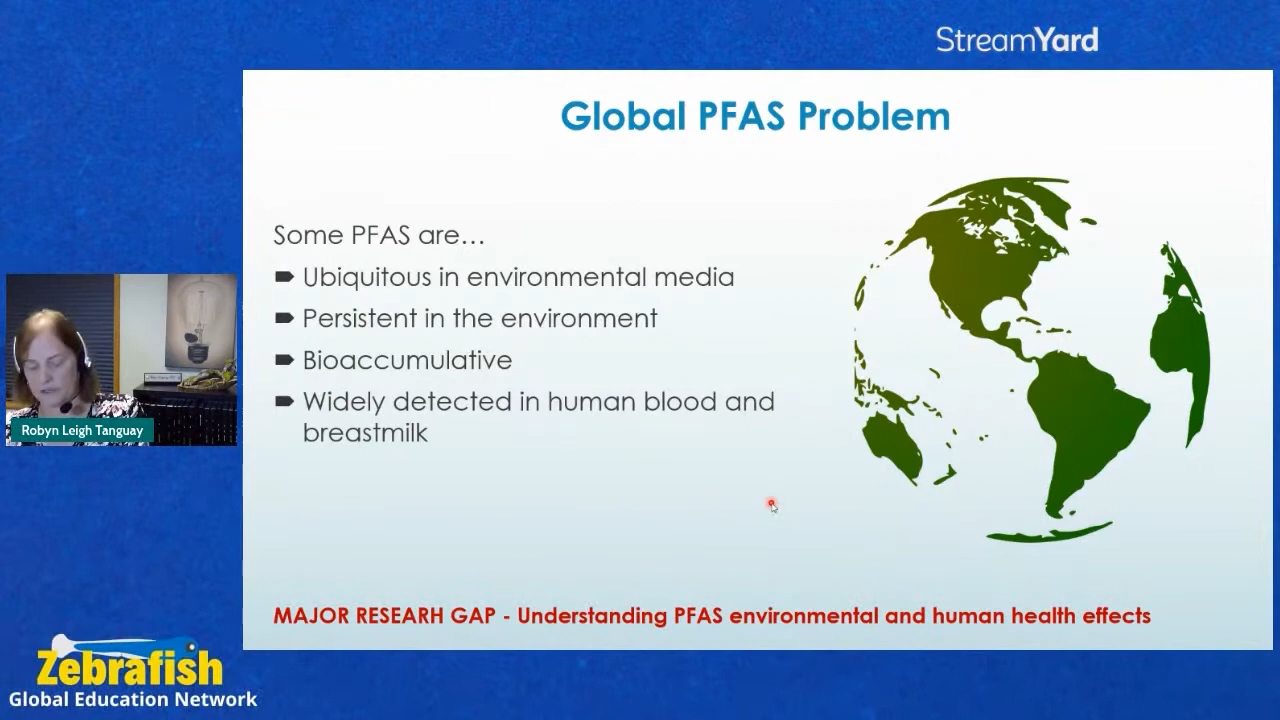 StreamYard
Global PFAS Problem
Some PFAS are...
Ubiquitous in environmental media
Persistent in the environment
Bioaccumulative
Widely detected in human blood and
breastmilk
Robyn Leigh Tanguay
MAJOR RESEARH GAP - Understanding PFAS environmental and human health effects
Zebrafish
Global Education Network